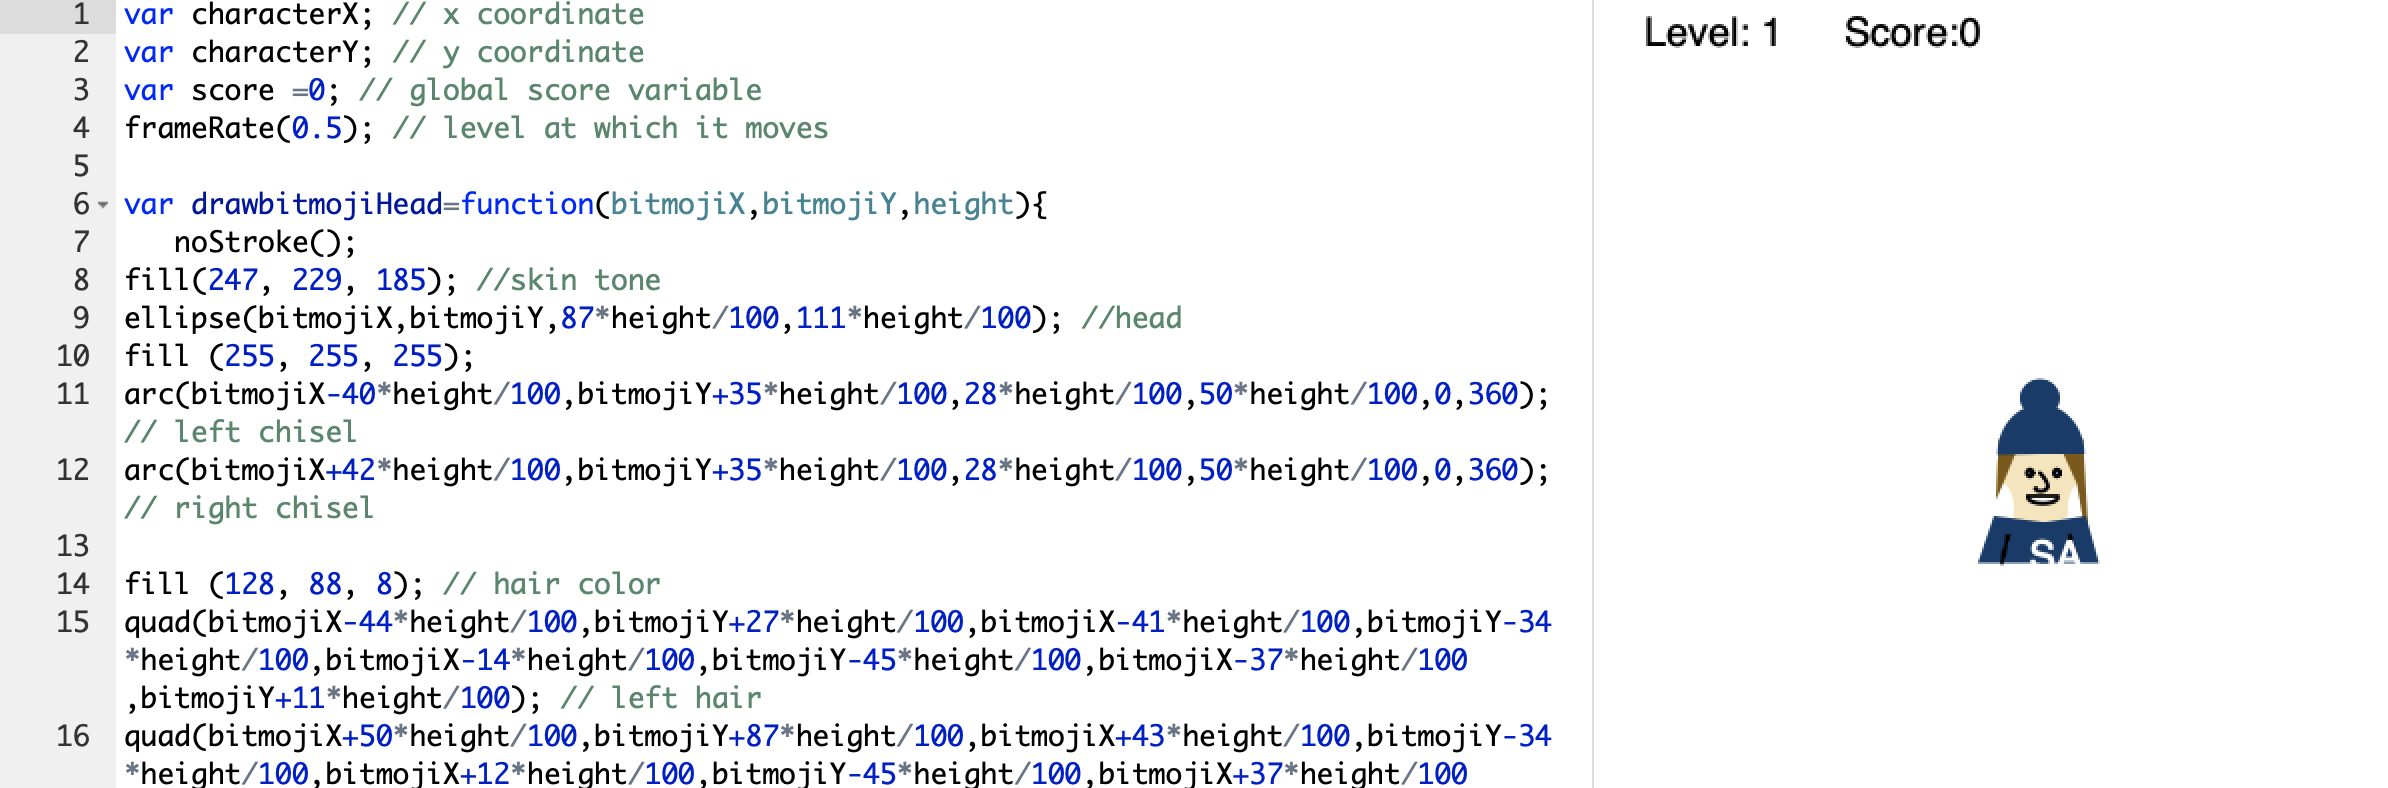 1 var characterX; // x coordinate
2 var characterY; // y coordinate
3 var score =0; // global score variable
4 frameRate(0.5); // level at which it moves
5
6 var drawbitmojiHead=function(bitmojiX,bitmojiY,height){
7 noStroke();
8 fill(247, 229, 185); //skin tone
9 ellipse(bitmojiX,bitmojiY,87*height/100,111*height/100); //head
10 fill (255, 255, 255);
11 arc(bitmojiX-40*height/100,bitmojiY+35*height/100,28*height/100,50*height/100,0,360);
// left chisel
12 arc(bitmojiX+42*height/100,bitmojiY+35*height/100,28*height/100,50*height/100,0,360);
// right chisel
13
14 fill (128, 88, 8); // hair color
15 quad(bitmojiX-44*height/100,bitmojiY+27*height/100,bitmojiX-41*height/100,bitmojiY-34
*height/100,bitmojiX-14*height/100,bitmojiY-45*height/100,bitmojiX-37*height/100
,bitmojiY+11*height/100); // left hair
16 quad(bitmojiX+50*height/100,bitmojiY+87*height/100,bitmojiX+43*height/100,bitmojiY-34
*height/100,bitmojiX+12*height/100,bitmojiY-45*height/100,bitmojiX+37*height/100
Level: 1 Score:0
SA